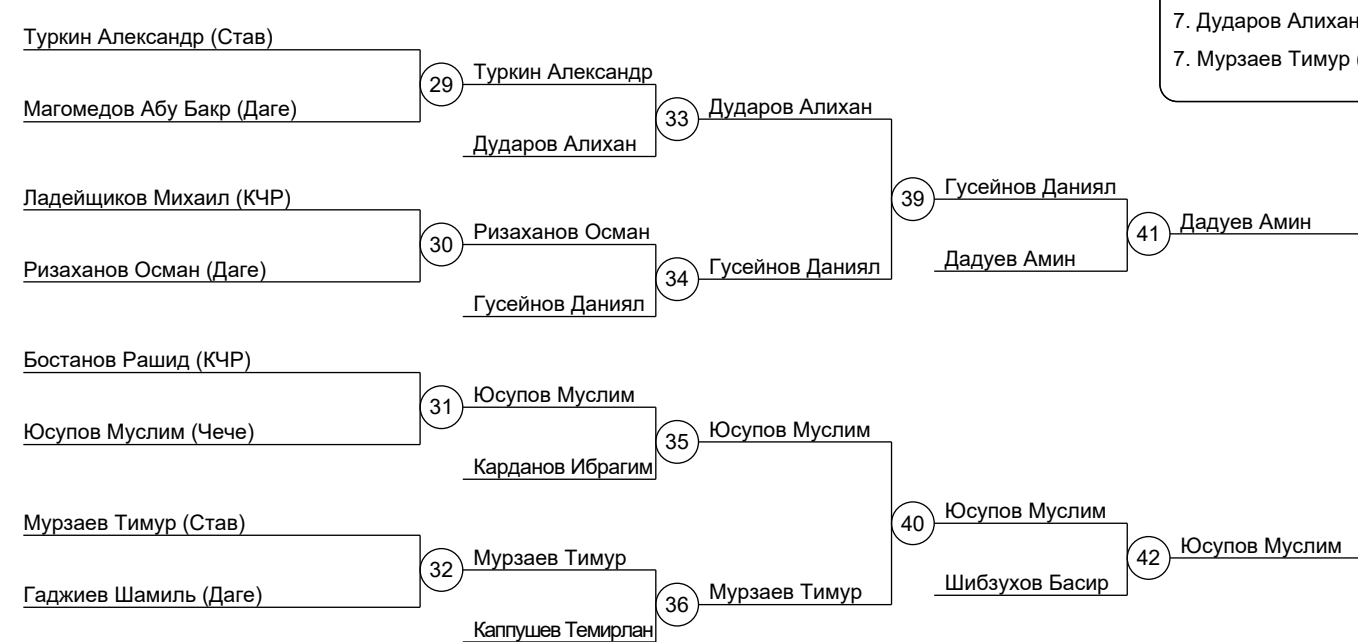 7. Дударов Алихан
7. Мурзаев Тимур (
Туркин Александр (Став)
29
Туркин Александр
Магомедов Абу Бакр (Даге)
33
Дударов Алихан
Дударов Алихан
39
Гусейнов Даниял
Ладейщиков Михаил (КЧР)
30
Ризаханов Осман
41
Дадуев Амин
Ризаханов Осман (Даге)
34
Гусейнов Даниял
Дадуев Амин
Гусейнов Даниял
Бостанов Рашид (КЧР)
31
Юсупов Муслим
Юсупов Муслим (Чече)
35
Юсупов Муслим
Карданов Ибрагим
40
Юсупов Муслим
Мурзаев Тимур (Став)
32
Мурзаев Тимур
42
Юсупов Муслим
Гаджиев Шамиль (Даге)
36
Мурзаев Тимур
Шибзухов Басир
Каппушев Темирлан